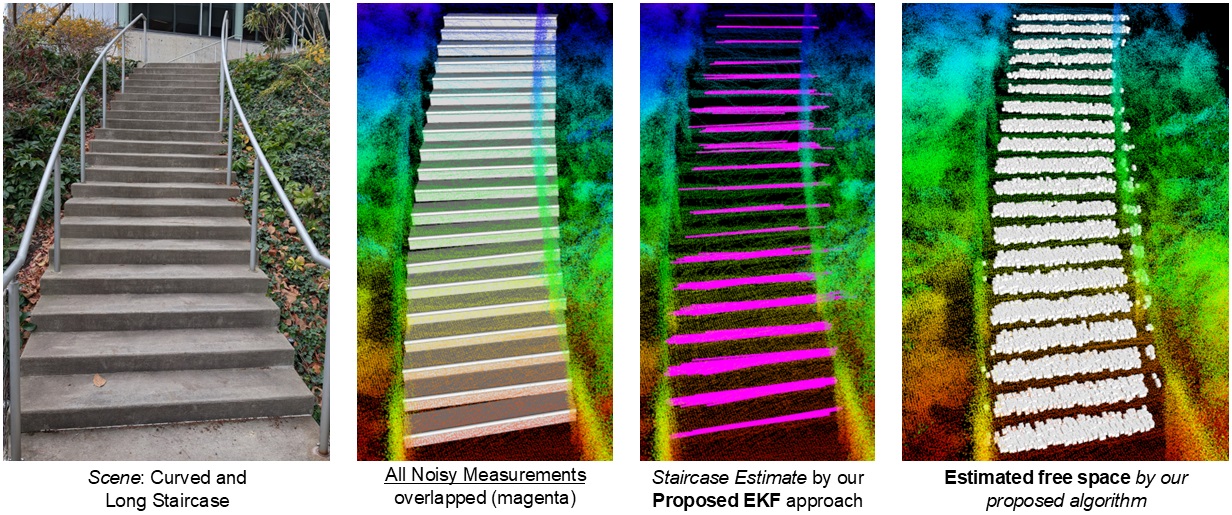 Scene: Curved and
Long Staircase
All Noisy Measurements
overlapped (magenta)
Staircase Estimate by our
Proposed EKF approach
Estimated free space by our
proposed algorithm